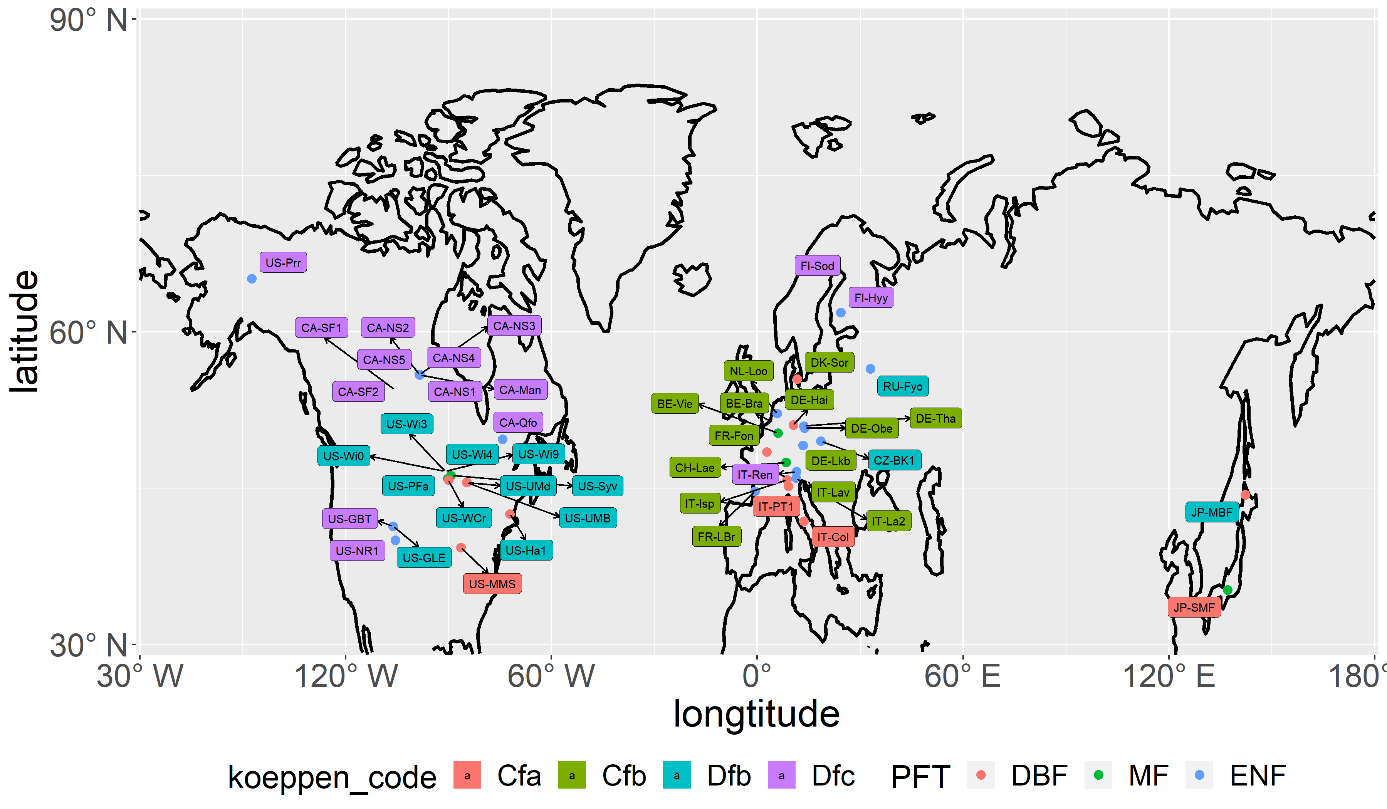 90° N
US-Prr
FI-Sod
FI-Hyy
CA-SF1
CA-NS2
CA-NS3
CA-NS5
CA-NS4
CA-SF2
CA-NS1
CA-Man
CA-Qfo
60° N
NL-Loo
DK-Sor
RU-Fyo
BE-Vie
BE-Bra
DE-Hai
DE-Tha
FR-Fon
DE-Obe
US-Wi3
US-Wi0
US-Wi4
US-Wi9
CH-Lae
IT-Ren
DE-Lkb
CZ-BK1
US-PFa
US-UMd
US-Syv
IT-Isp
IT-PT1
IT-Lav
US-GBT
US-WCr
US-UMB
FR-LBr
IT-Col
IT-La2
JP-MBF
US-NR1
US-GLE
US-Ha1
US-MMS
JP-SMF
30° N
latitude
30° W
120° W
60° W
0°
60° E
120° E
180°
longtitude
koeppen_code a Cfa a Cfb a Dfb a Dfc PFT DBF MF ENF